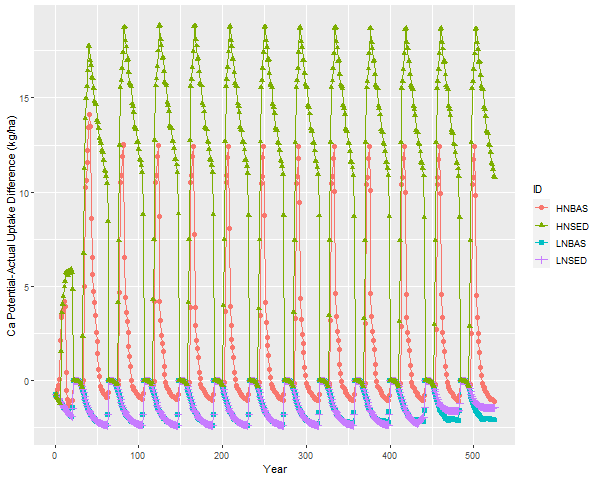 Ca Potential-Actual Uptake Difference (kg/ha)
15
10
5
0
0
100
200
300
400
500
Year
ID
HNBAS
HNSED
LNBAS
LNSED